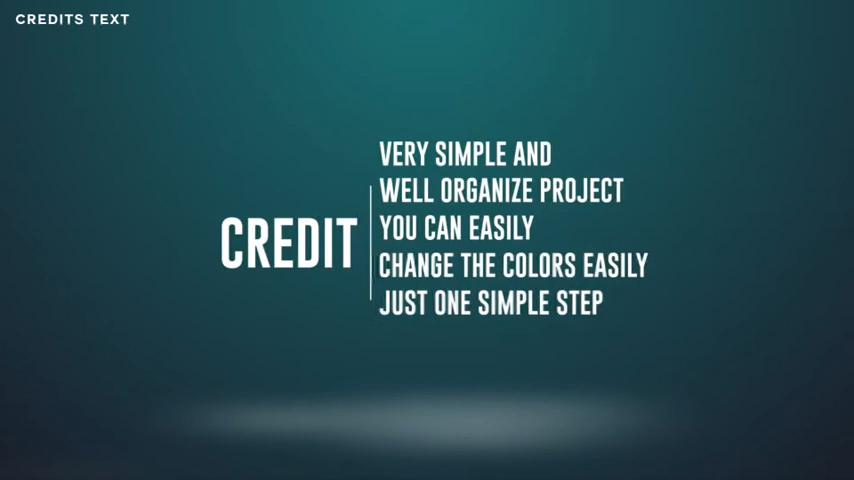 CREDITS TEXT
CREDIT
VERY SIMPLE AND
WELL ORGANIZE PROJECT
YOU CAN EASILY
CHANGE THE COLORS EASILY
JUST ONE SIMPLE STEP